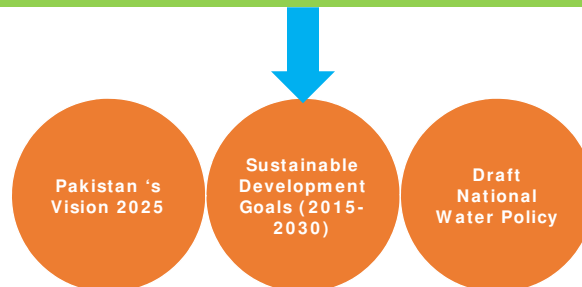 Pakistan ‘s
Vision 2025
Sustainable
Development
Goals (2015-
2030)
Draft
National
Water Policy